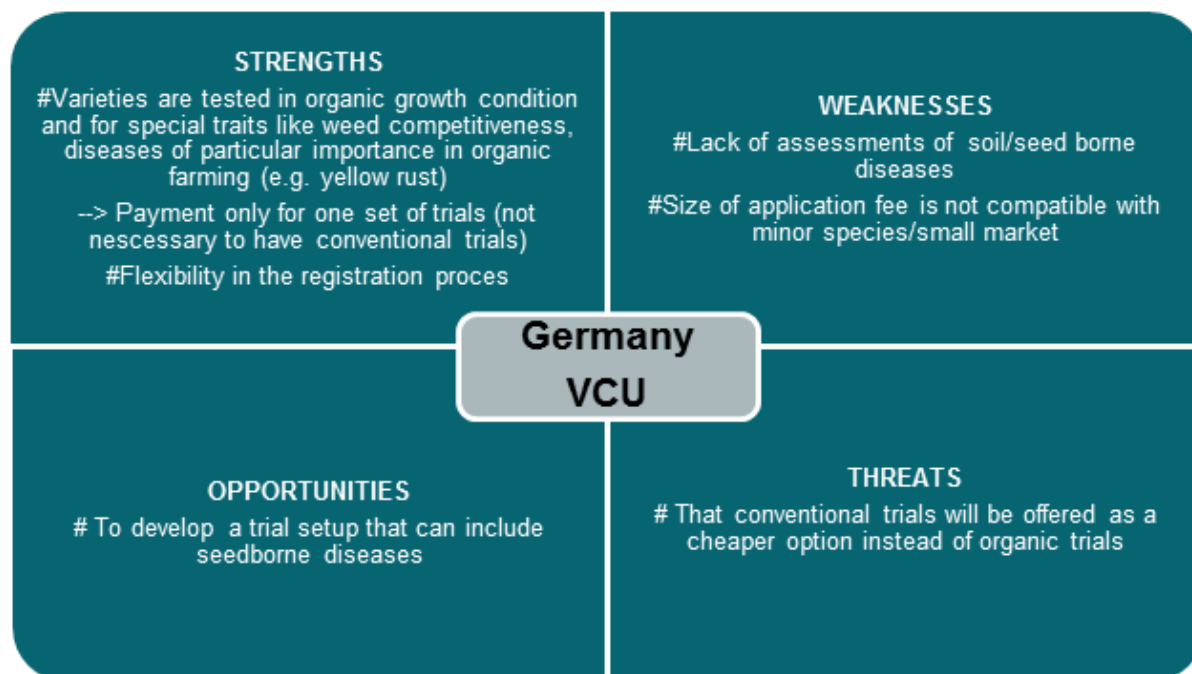 STRENGTHS
#Varieties are tested in organic growth condition
and for special traits like weed competitiveness,
diseases of particular importance in organic
farming (e.g. yellow rust)
--> Payment only for one set of trials (not
nescessary to have conventional trials)
#Flexibility in the registration proces
WEAKNESSES
#Lack of assessments of soil/seed borne
diseases
#Size of application fee is not compatible with
minor species/small market
Germany
VCU
OPPORTUNITIES
# To develop a trial setup that can include
seedborne diseases
THREATS
# That conventional trials will be offered as a
cheaper option instead of organic trials